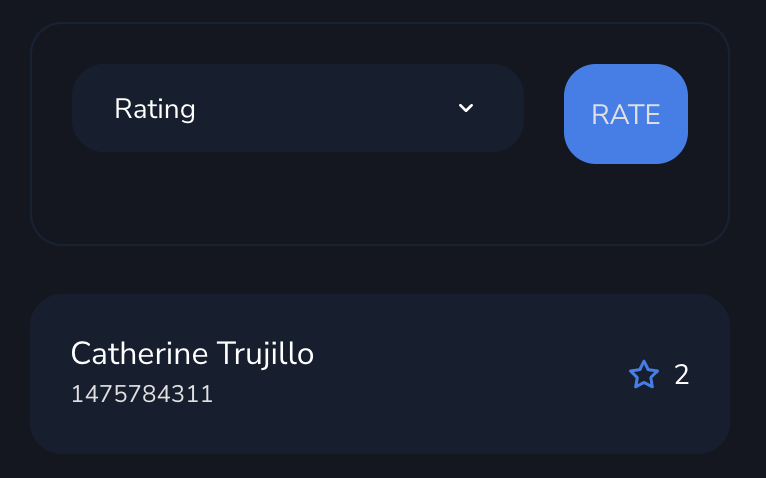 Rating
RATE
Catherine Trujillo
1475784311
2